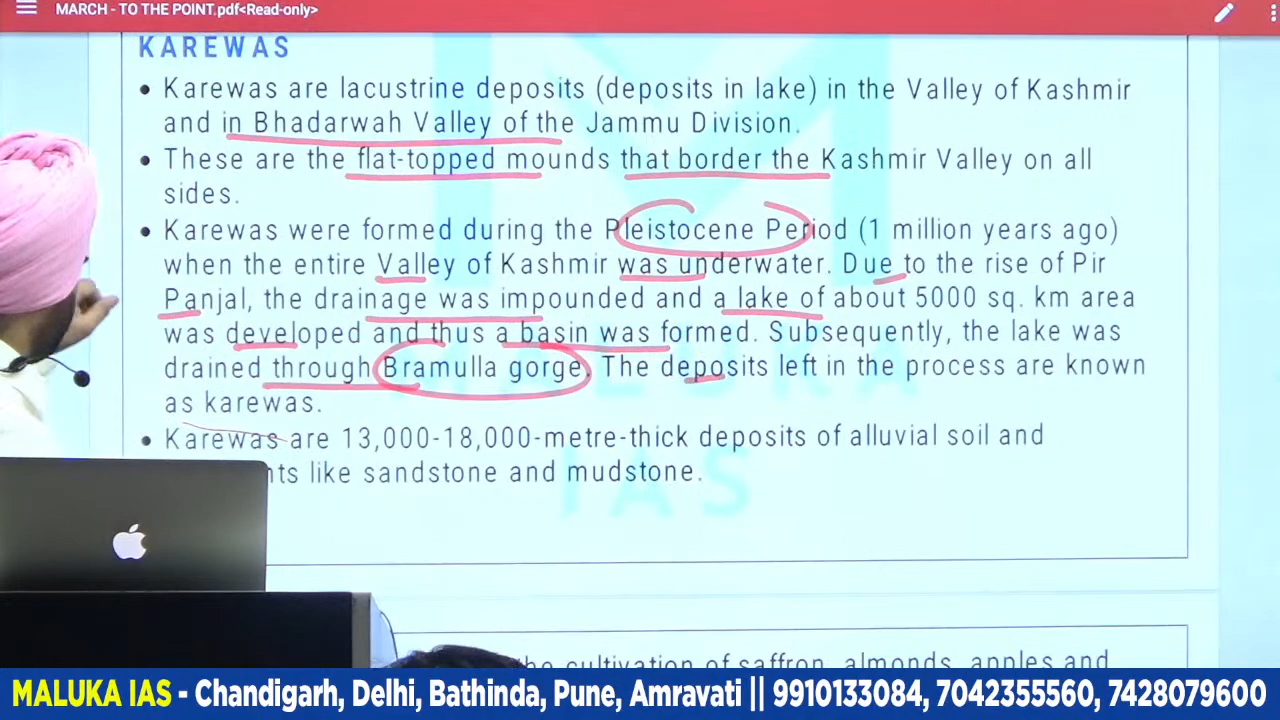 MARCH - TO THE POINT.pdf<Read-only>
KAREWAS
• Karewas are lacustrine deposits (deposits in lake) in the Valley of Kashmir
and in Bhadarwah Valley of the Jammu Division.
• These are the flat-topped mounds that border the Kashmir Valley on all
sides.
• Karewas were formed during the Pleistocene Period (1 million years ago)
when the entire Valley of Kashmir was underwater. Due to the rise of Pir
Panjal, the drainage was impounded and a lake of about 5000 sq. km area
was developed and thus a basin was formed. Subsequently, the lake was
drained through Bramulla gorge. The deposits left in the process are known
as karewas.
• Karewas are 13,000-18,000-metre-thick deposits of alluvial soil and
like sandstone and mudstone.
IAS
cultivation of saffron, almonds, apples and
MALUKA IAS - Chandigarh, Delhi, Bathinda, Pune, Amravati || 9910133084, 7042355560, 7428079600